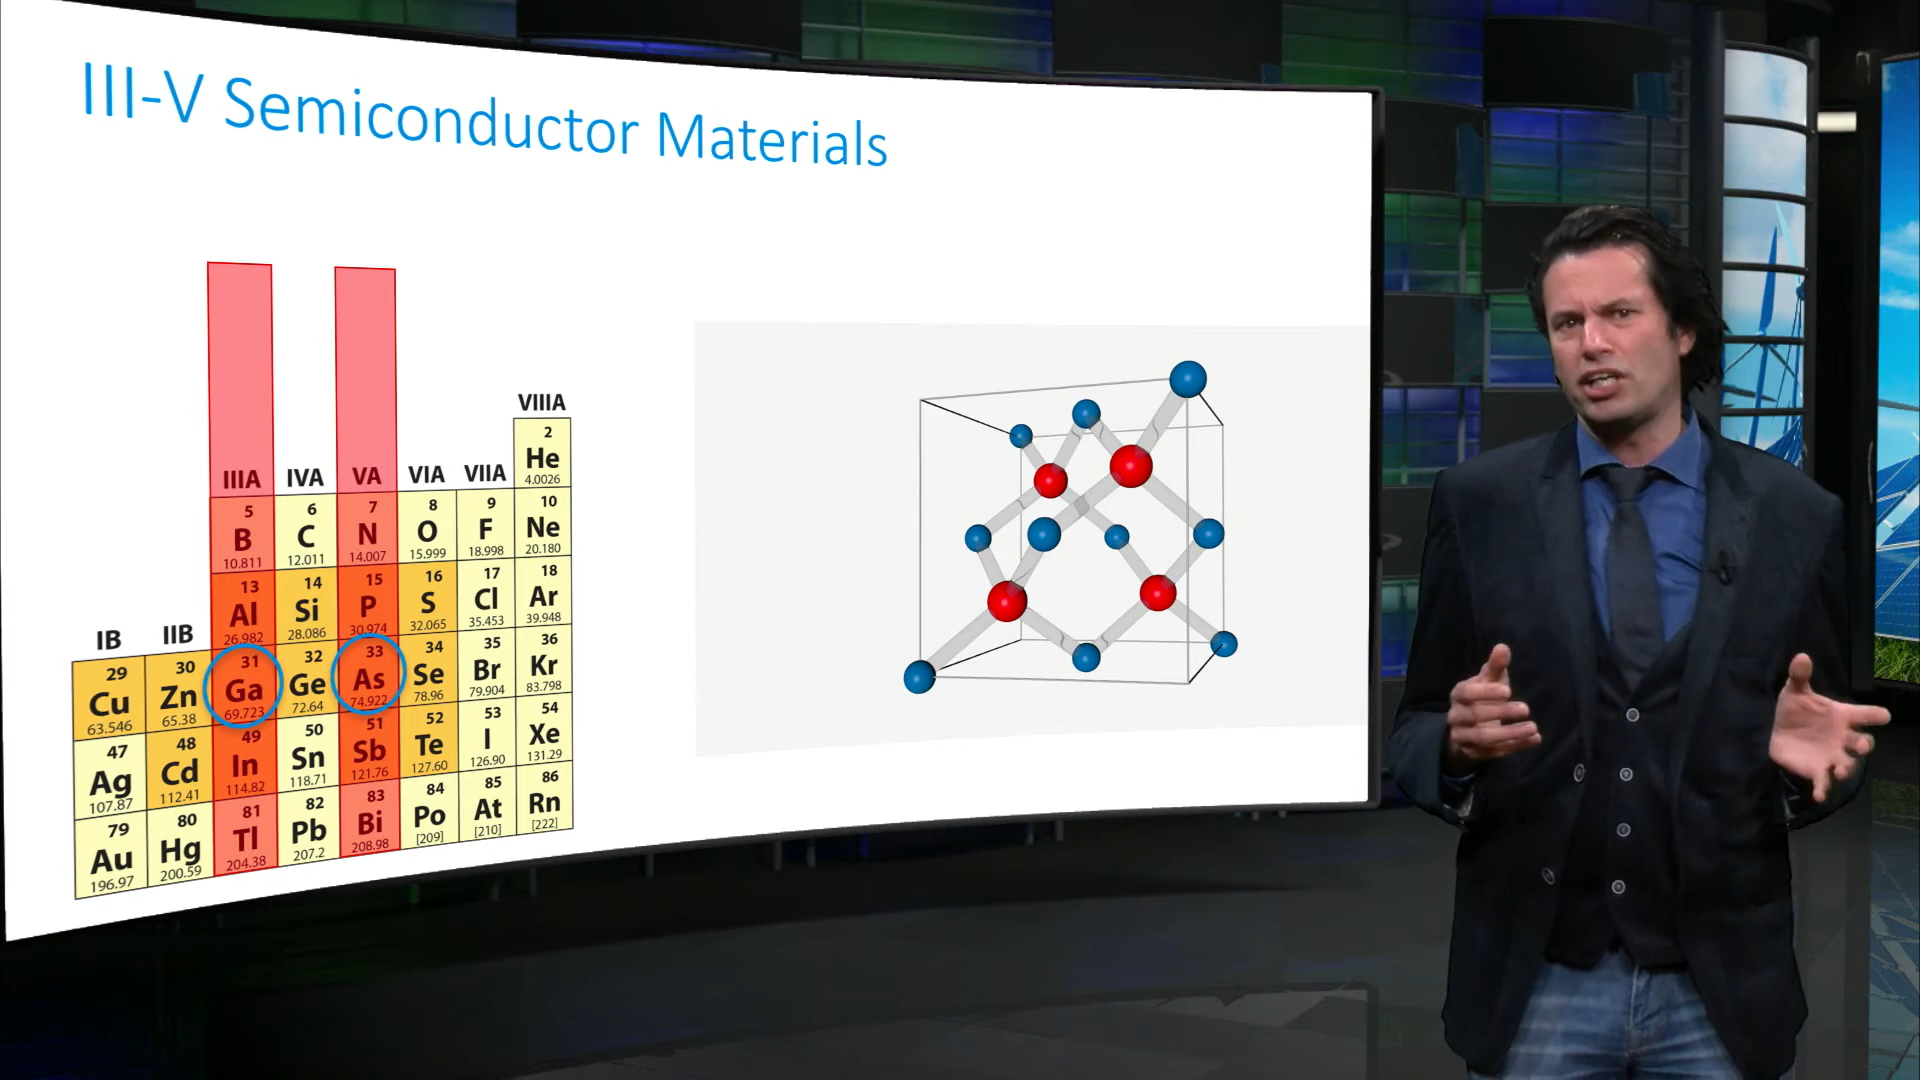 III-V Semiconductor Materials
VIIIA
2
He
4.0026
IIIA IVA VA VIA VIIA
5 6 7 8 9 10
B C N O F Ne
10.811 12.011 14.007 15.999 18.998 20.180
13 14 15 16 17 18
Al Si P S Cl Ar
26.982 28.086 30.974 32.065 35.453 39.948
IB IIB
29 30 31 32 33 34 35 36
Cu Zn Ga Ge As Se Br Kr
63.546 65.38 69.723 72.64 74.922 78.96 79.904 83.798
47 48 49 50 51 52 53 54
Ag Cd In Sn Sb Te I Xe
107.87 112.41 114.82 118.71 121.76 127.60 126.90 131.29
79 80 81 82 83 84 85 86
Au Hg Tl Pb Bi Po At Rn
196.97 200.59 204.38 207.2 208.98 [209] [210] [222]